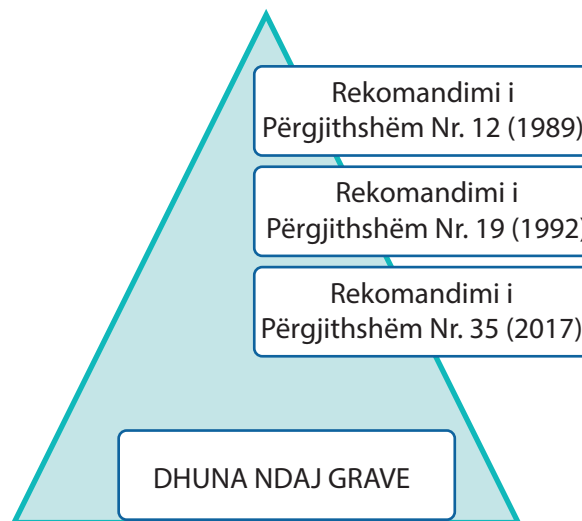 Rekomandimi i
Përgjithshëm Nr. 12 (1989)
Rekomandimi i
Përgjithshëm Nr. 19 (1992)
Rekomandimi i
Përgjithshëm Nr. 35 (2017)
DHUNA NDAJ GRAVE